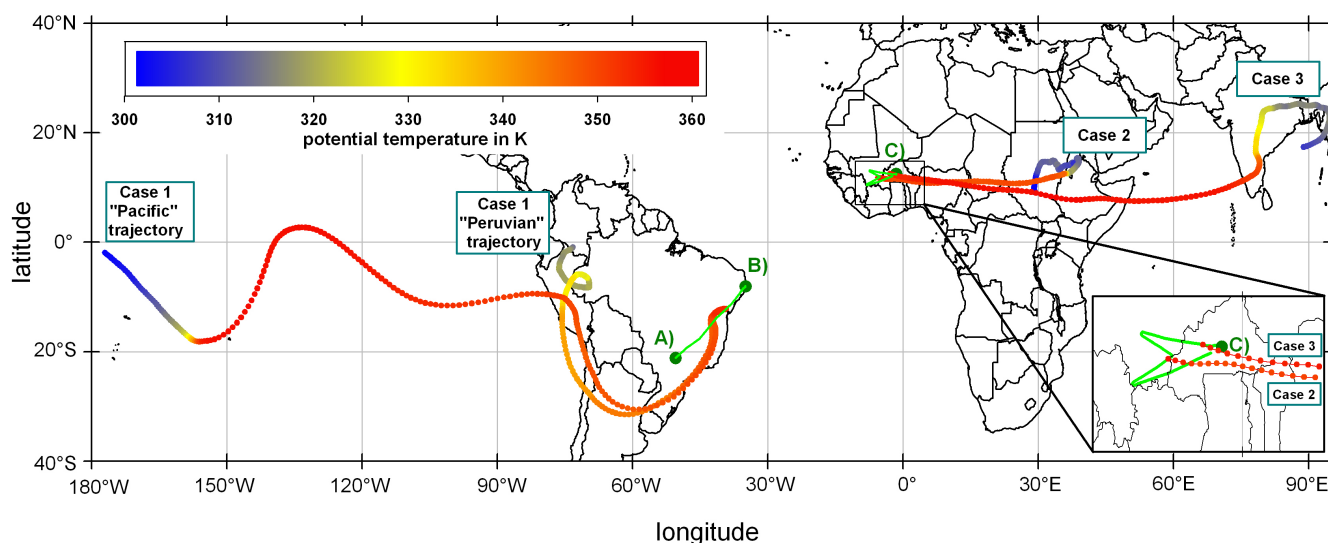 40°N
20°N
0°
20°S
40°S
latitude
300
310
320
330
340
350
360
potential temperature in K
Case 1
"Pacific"
trajectory
Case 1
"Peruvian"
trajectory
Case 2
Case 3
A)
B)
C)
C)
Case 3
Case 2
180°W
150°W
120°W
90°W
60°W
30°W
0°
30°E
60°E
90°E
longitude